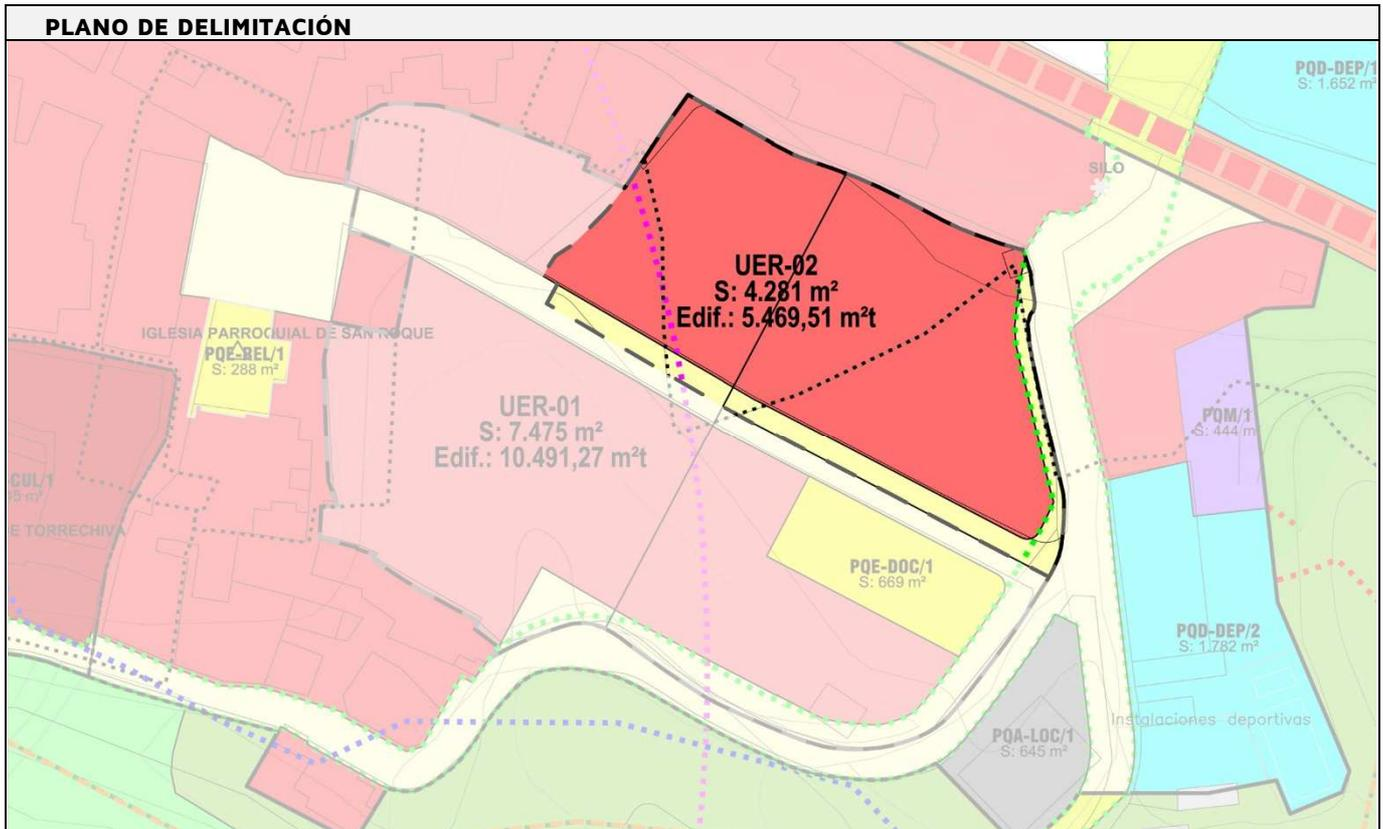 PLANO DE DELIMITACIÓN
PQD-DEP/1
S: 1.652 m²
SILO
UER-02
S: 4.281 m²
Edif.: 5.469,51 m²t
IGLESIA PARROQUIAL DE SAN ROQUE
PQE-REL/1
S: 288 m²
UER-01
S: 7.475 m²
Edif.: 10.491,27 m²t
PQM/1
S: 444 m
-CUL/1
E TORRECHIVA
PQE-DOC/1
S: 669 m²
PQD-DEP/2
S: 1.782 m²
Instalaciones deportivas
PQA-LOC/1
S: 645 m²